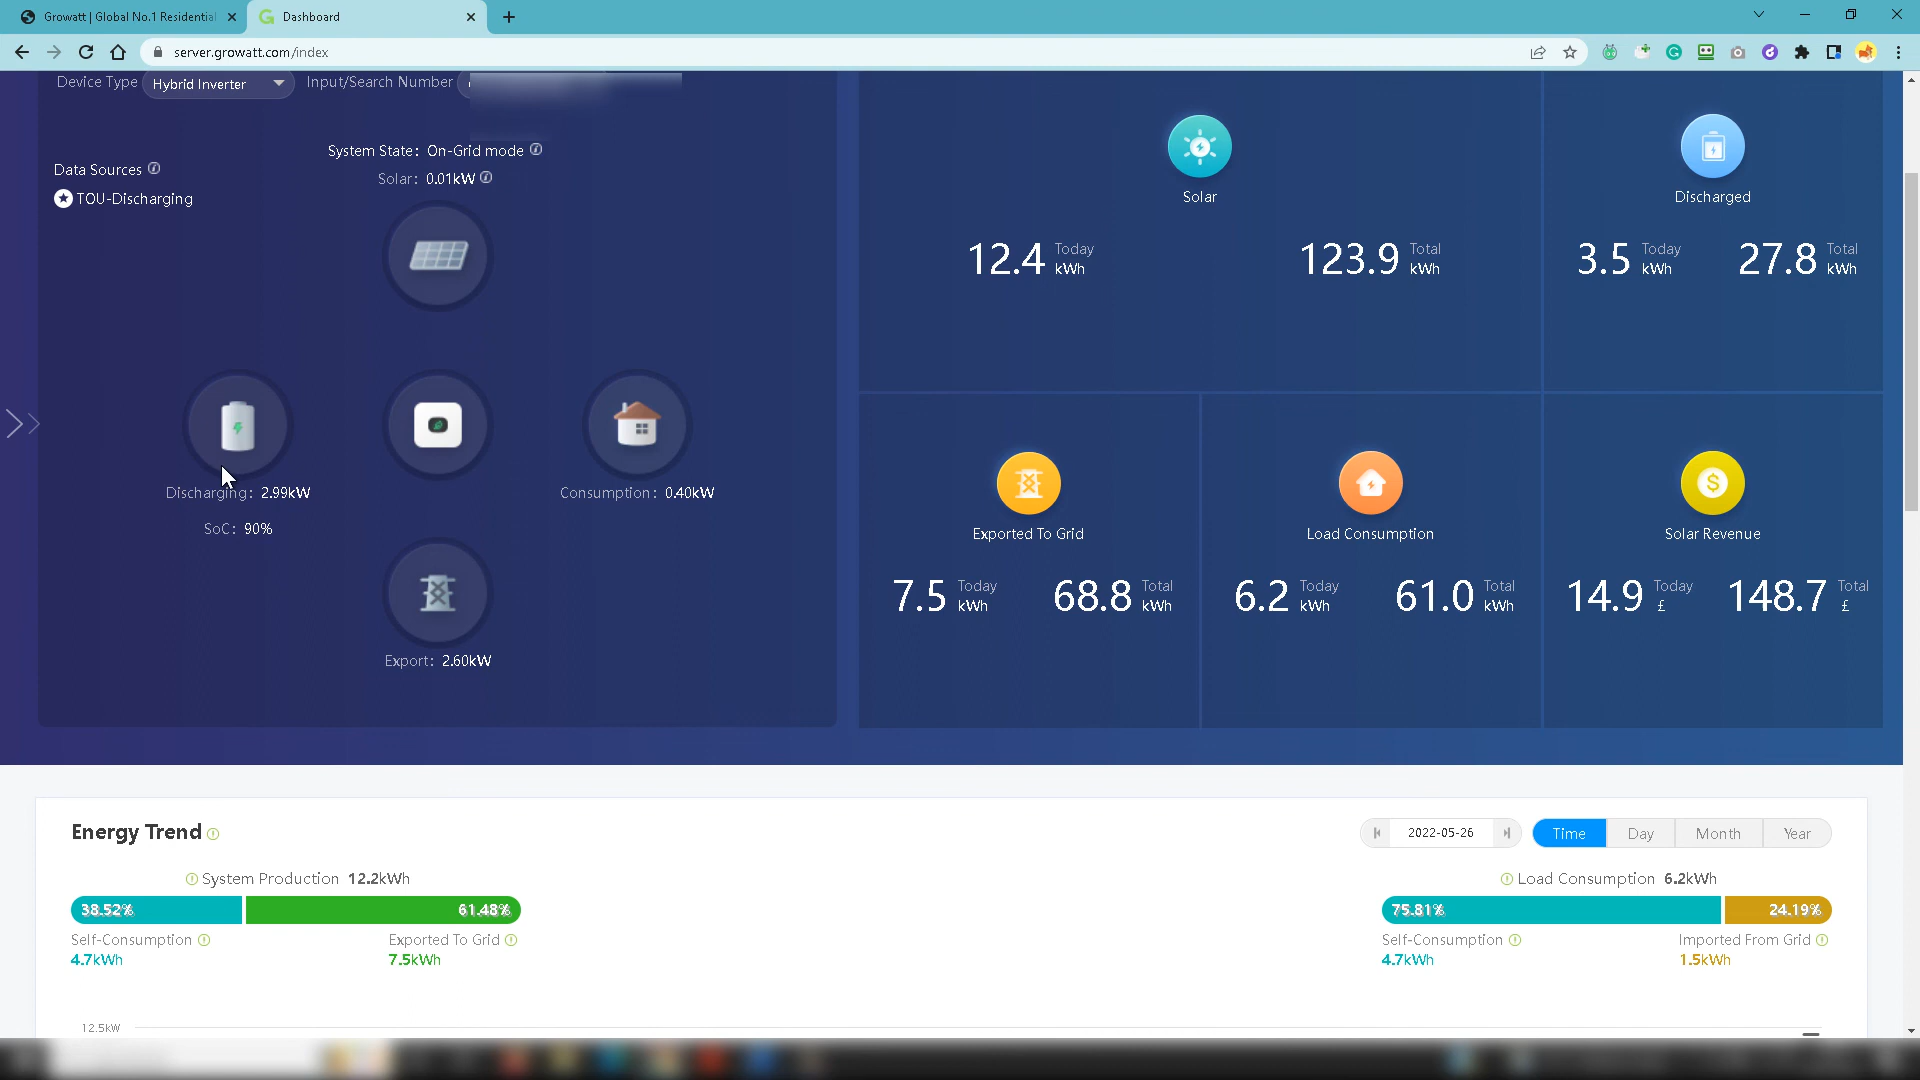 Growatt | Global No.1 Residential
Dashboard
server.growatt.com/index
Device Type Hybrid Inverter Input/Search Number
System State: On-Grid mode
Data Sources
Solar: 0.01kW
TOU-Discharging
Discharging: 2.99kW
Consumption: 0.40kW
SoC: 90%
Export: 2.60kW
Solar
12.4 Today kWh
123.9 Total kWh
Discharged
3.5 Today kWh
27.8 Total kWh
Exported To Grid
7.5 Today kWh
68.8 Total kWh
Load Consumption
6.2 Today kWh
61.0 Total kWh
Solar Revenue
14.9 Today £
148.7 Total £
Energy Trend
2022-05-26
Time Day Month Year
System Production 12.2kWh
38.52% 61.48%
Self-Consumption Exported To Grid
4.7kWh 7.5kWh
Load Consumption 6.2kWh
75.81% 24.19%
Self-Consumption Imported From Grid
4.7kWh 1.5kWh
12.5kW